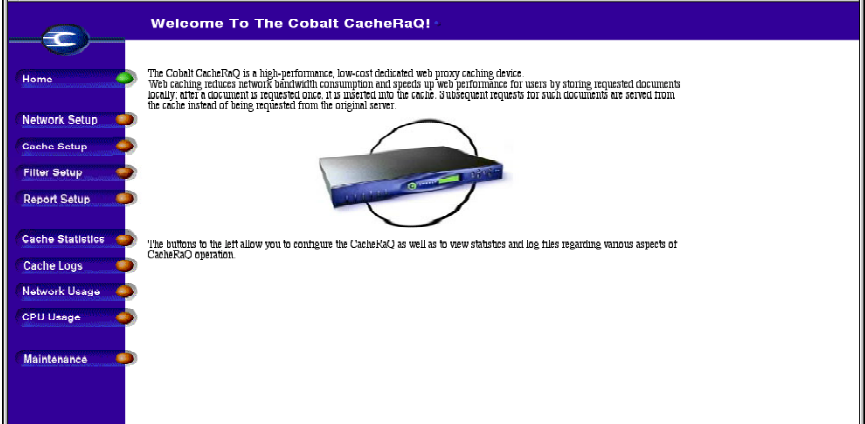 Welcome To The Cobalt CacheRaQ!
Home
Network Setup
Cache Setup
Filter Setup
Report Setup
Cache Statistics
Cache Logs
Network Usage
CPU Usage
Maintenance
The Cobalt CacheRaQ is a high-performance, low-cost dedicated web proxy caching device.
Web caching reduces network bandwidth consumption and speeds up web performance for users by storing requested documents
locally; after a document is requested once, it is inserted into the cache. Subsequent requests for such documents are served from
the cache instead of being requested from the original server.
The buttons to the left allow you to configure the CacheRaQ as well as to view statistics and log files regarding various aspects of
CacheRaQ operation.